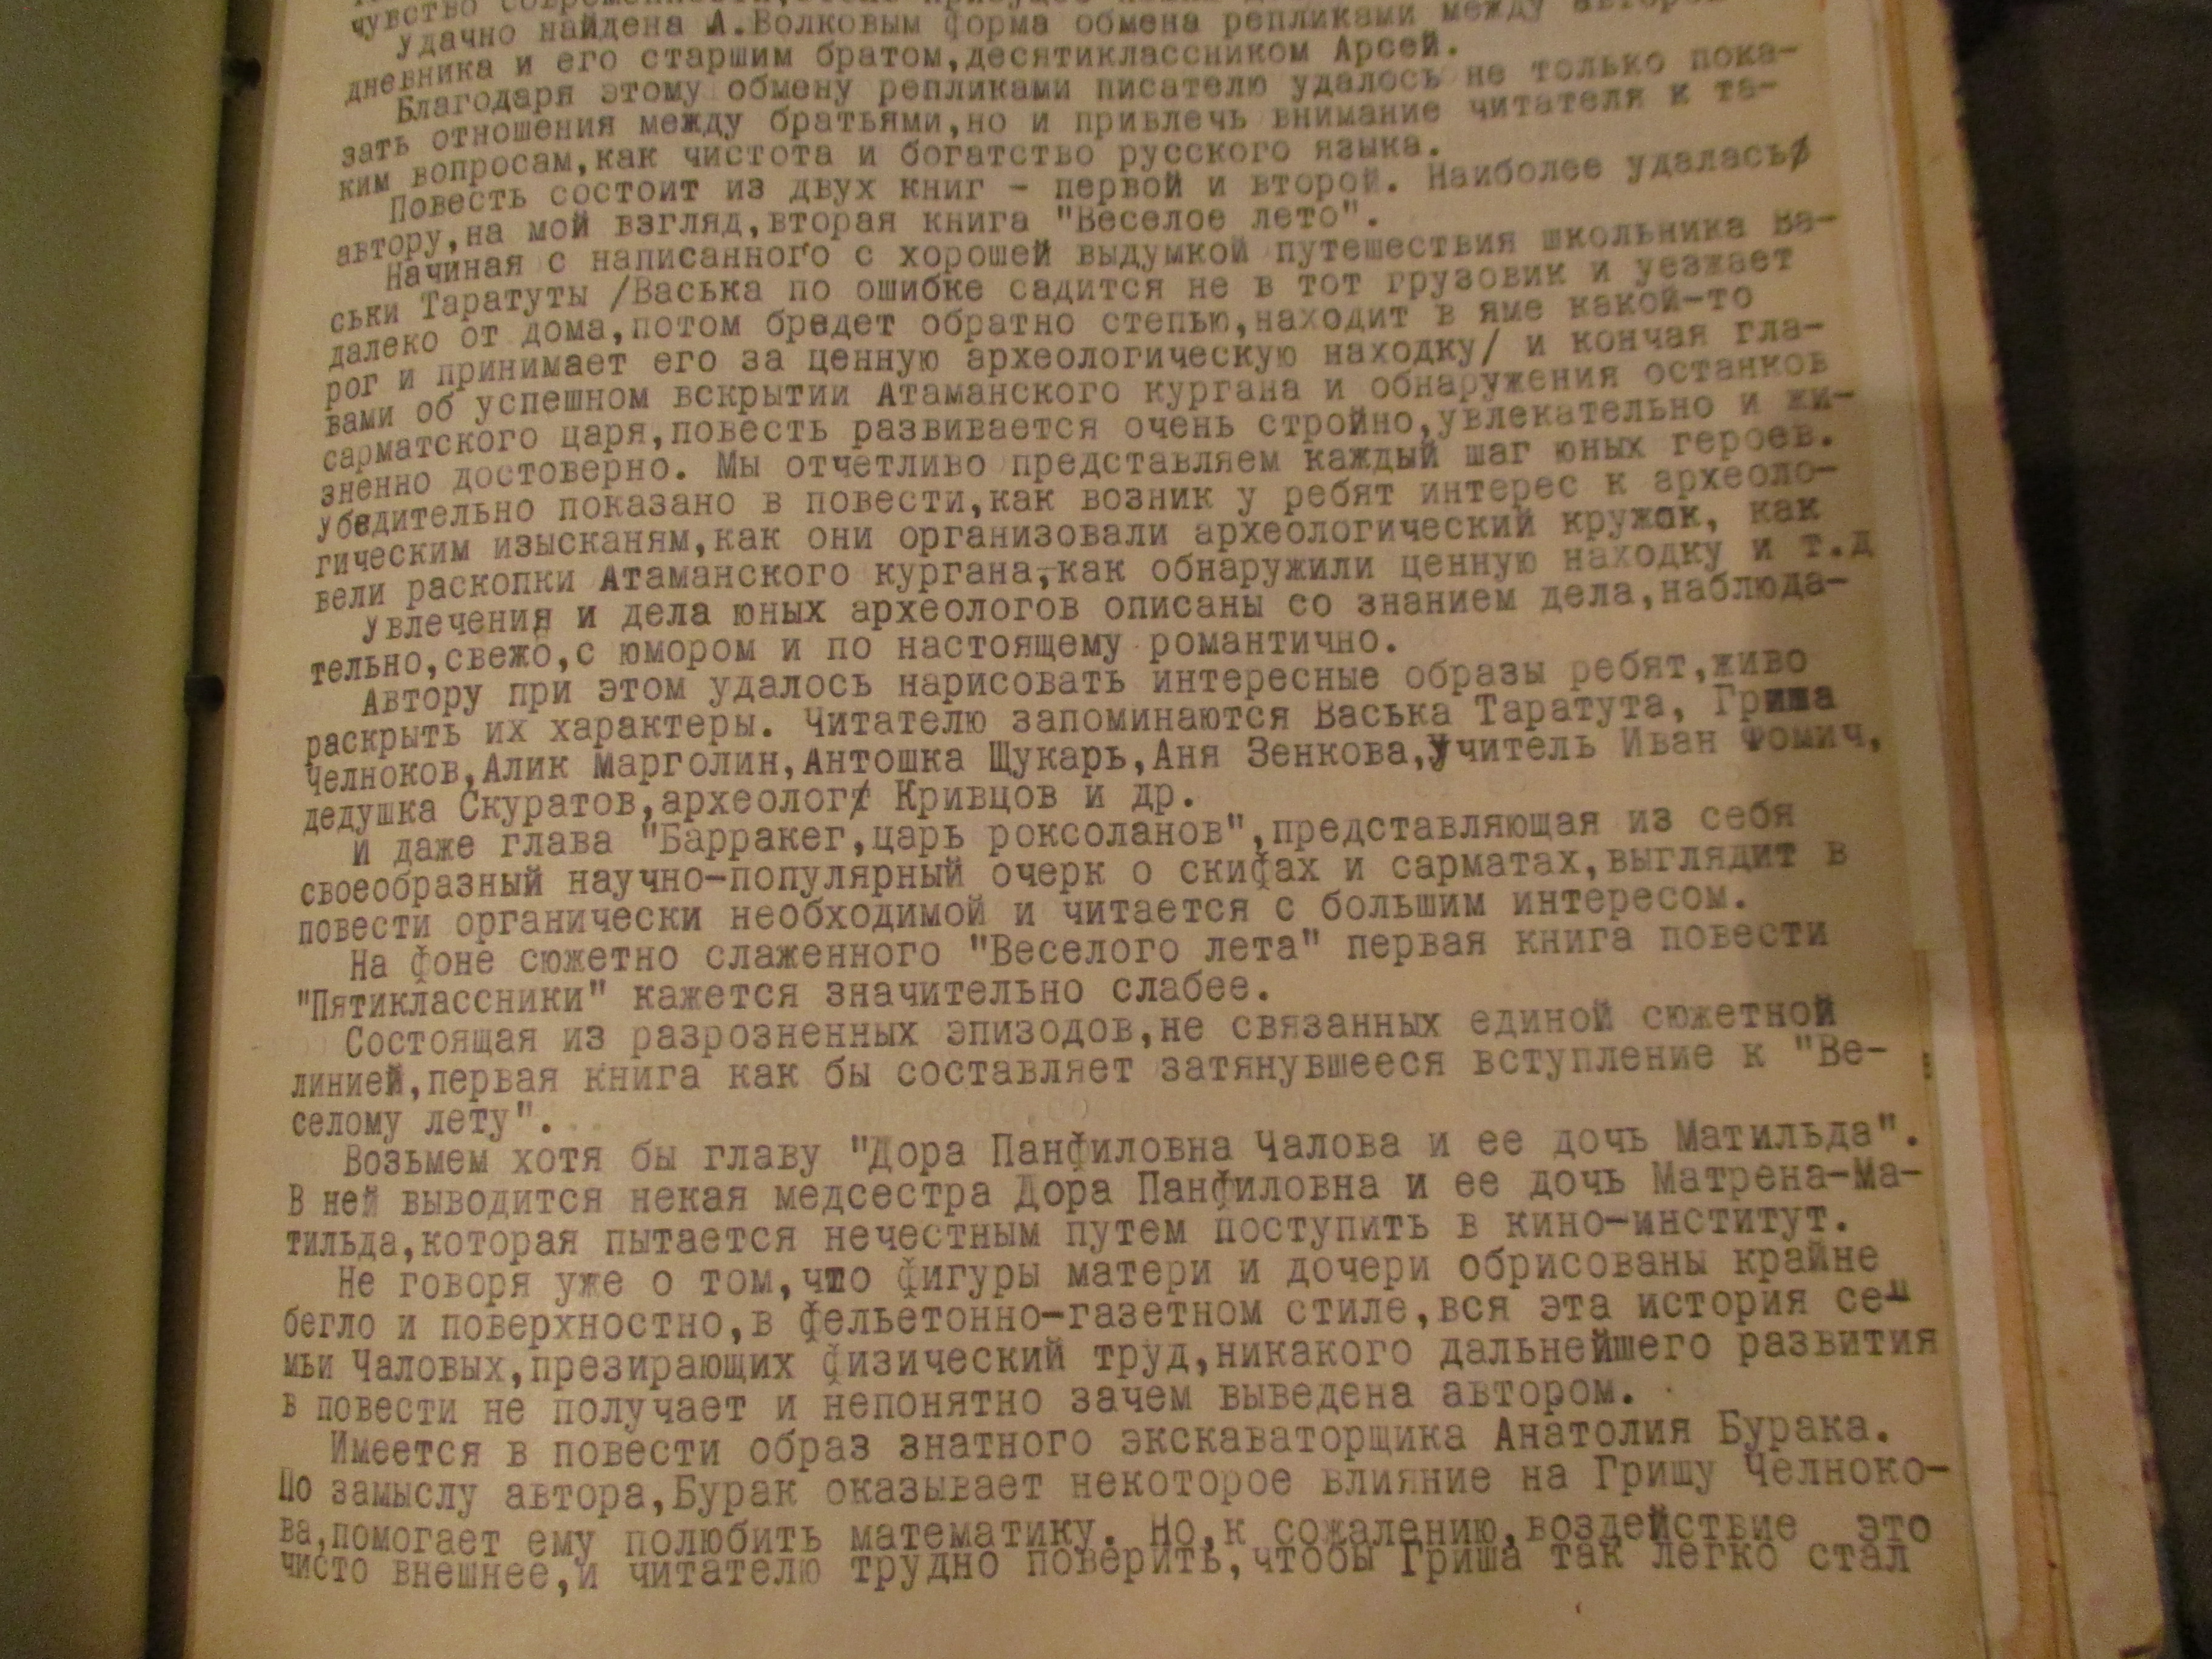 чувство
Удачно найдена А.Волковым форма обмена репликами между автором
дневника и его старшим братом,десятиклассником Арсей.
Благодаря этому обмену репликами писателю удалось не только пока-
зать отношения между братьями,но и привлечь внимание читателя к та-
ким вопросам,как чистота и богатство русского языка.
Повесть состоит из двух книг - первой и второй. Наиболее удалась
автору,на мой взгляд,вторая книга "Веселое лето".
Начиная с написанного с хорошей выдумкой путешествия школьника Ва-
ськи Таратуты /Васька по ошибке садится не в тот грузовик и уезжает
далеко от дома,потом бредет обратно степью,находит в яме какой-то
рог и принимает его за ценную археологическую находку/ и кончая гла-
вами об успешном вскрытии Атаманского кургана и обнаружения останков
сарматского царя,повесть развивается очень стройно,увлекательно и жи-
зненно достоверно. Мы отчетливо представляем каждый шаг юных героев.
Убедительно показано в повести,как возник у ребят интерес к археоло-
гическим изысканям,как они организовали археологический кружок, как
вели раскопки Атаманского кургана,как обнаружили ценную находку и т.д
Увлечения и дела юных археологов описаны со знанием дела,наблюда-
тельно,свежо,с юмором и по настоящему романтично.
Автору при этом удалось нарисовать интересные образы ребят,живо
раскрыть их характеры. Читателю запоминаются Васька Таратута, Гриша
Челноков,Алик Марголин,Антошка Щукарь,Аня Зенкова,Учитель Иван Фомич,
дедушка Скуратов,археолог Кривцов и др.
И даже глава "Барракег,царь роксоланов",представляющая из себя
своеобразный научно-популярный очерк о скифах и сарматах,выглядит в
повести органически необходимой и читается с большим интересом.
На фоне сюжетно слаженного "Веселого лета" первая книга повести
"Пятиклассники" кажется значительно слабее.
Состоящая из разрозненных эпизодов,не связанных единой сюжетной
линией,первая книга как бы составляет затянувшееся вступление к "Ве-
селому лету".
Возьмем хотя бы главу "Дора Панфиловна Чалова и ее дочь Матильда".
В ней выводится некая медсестра Дора Панфиловна и ее дочь Матрена-Ма-
тильда,которая пытается нечестным путем поступить в кино-институт.
Не говоря уже о том,что фигуры матери и дочери обрисованы крайне
бегло и поверхностно,в фельетонно-газетном стиле,вся эта история се-
мьи Чаловых,презирающих физический труд,никакого дальнейшего развития
в повести не получает и непонятно зачем выведена автором.
Имеется в повести образ знатного экскаваторщика Анатолия Бурака.
По замыслу автора,Бурак оказывает некоторое влияние на Гришу Челноко-
ва,помогает ему полюбить математику. Но,к сожалению,воздействие это
чисто внешнее,и читателю трудно поверить,чтобы Гриша так легко стал